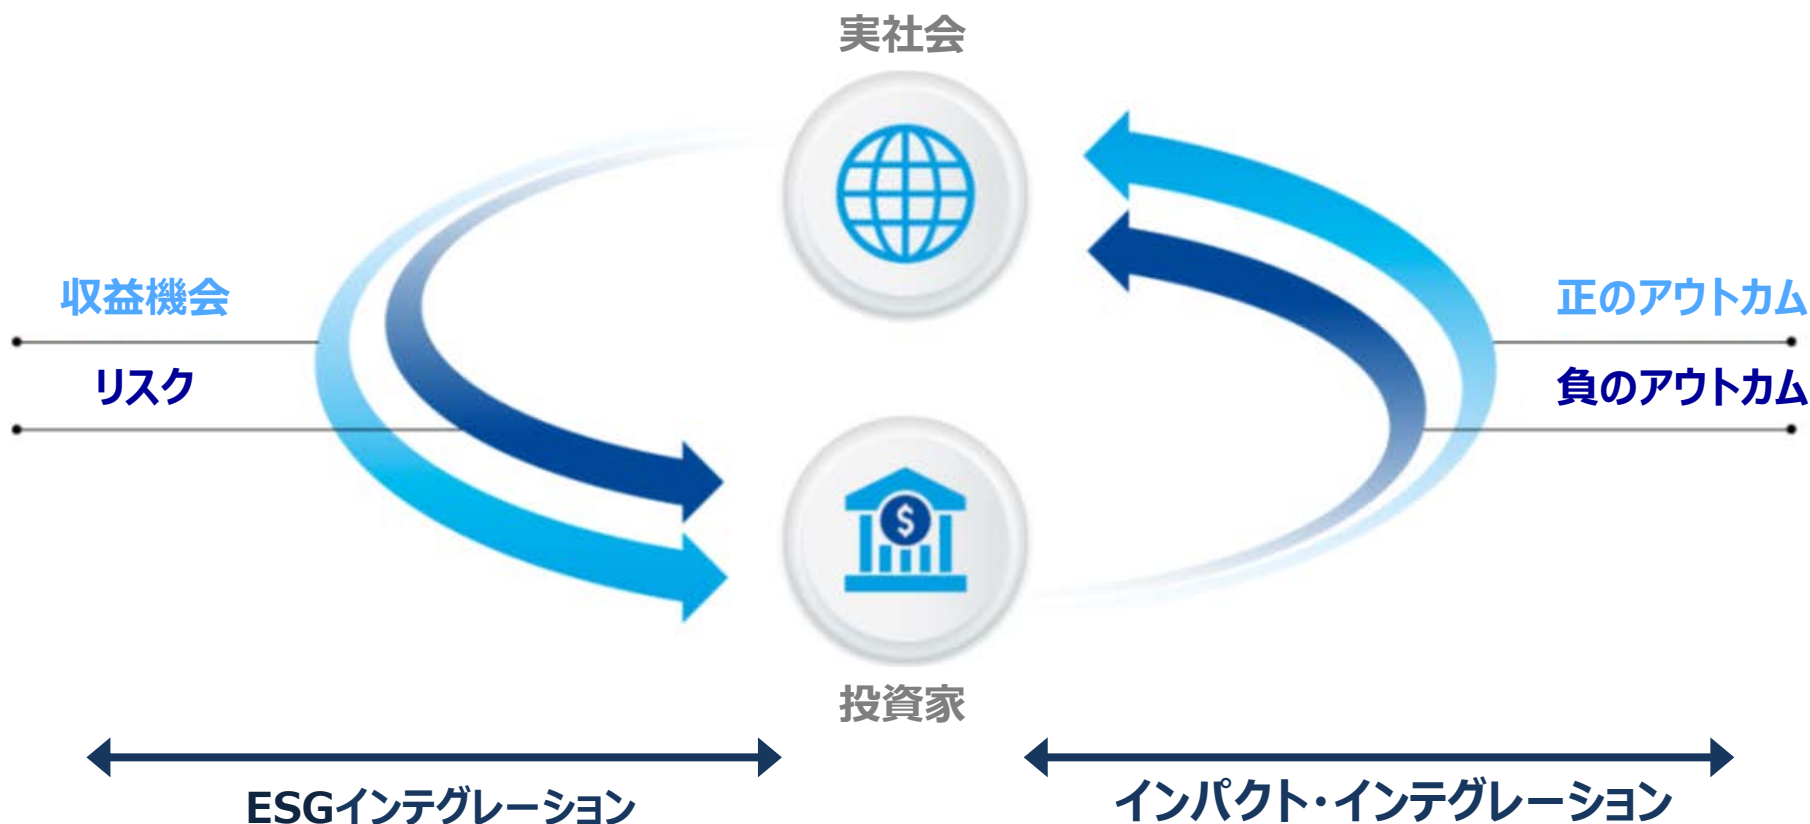 実社会
収益機会
正のアウトカム
リスク
負のアウトカム
$
投資家
ESGインテグレーション
インパクト・インテグレーション